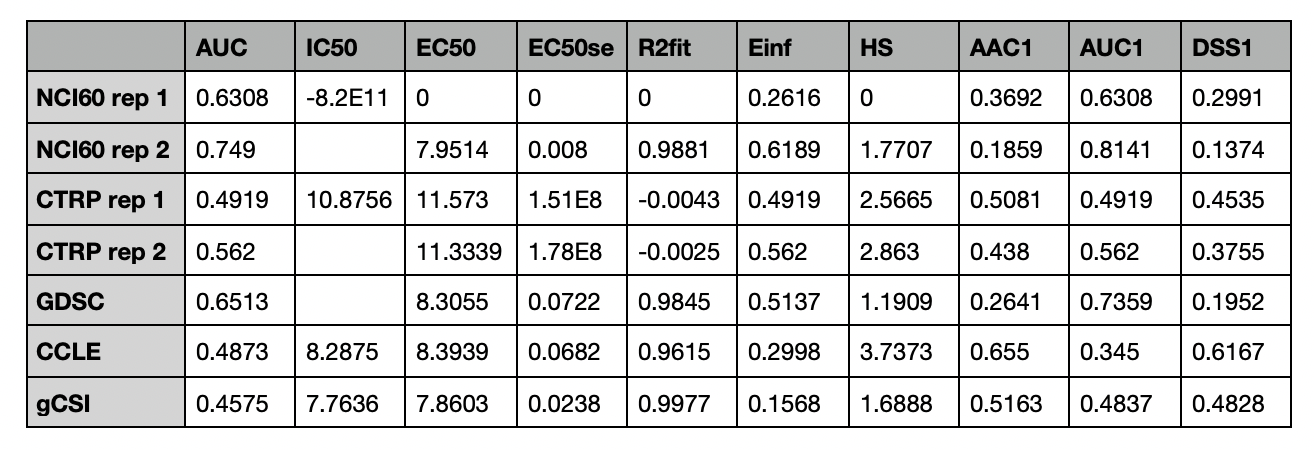 AUC IC50 EC50 EC50se R2fit Einf HS AAC1 AUC1 DSS1
NCI60 rep 1 0.6308 -8.2E11 0 0 0 0.2616 0 0.3692 0.6308 0.2991
NCI60 rep 2 0.749 7.9514 0.008 0.9881 0.6189 1.7707 0.1859 0.8141 0.1374
CTRP rep 1 0.4919 10.8756 11.573 1.51E8 -0.0043 0.4919 2.5665 0.5081 0.4919 0.4535
CTRP rep 2 0.562 11.3339 1.78E8 -0.0025 0.562 2.863 0.438 0.562 0.3755
GDSC 0.6513 8.3055 0.0722 0.9845 0.5137 1.1909 0.2641 0.7359 0.1952
CCLE 0.4873 8.2875 8.3939 0.0682 0.9615 0.2998 3.7373 0.655 0.345 0.6167
gCSI 0.4575 7.7636 7.8603 0.0238 0.9977 0.1568 1.6888 0.5163 0.4837 0.4828